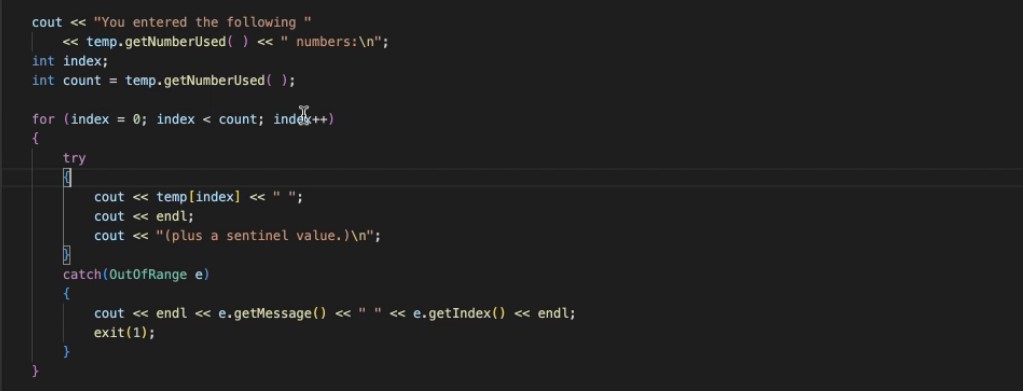 cout << "You entered the following "
    << temp.getNumberUsed( ) << " numbers:\n";
int index;
int count = temp.getNumberUsed( );
for (index = 0; index < count; index++)
{
    try
    {
        cout << temp[index] << " ";
        cout << endl;
        cout << "(plus a sentinel value.)\n";
    }
    catch(OutOfRange e)
    {
        cout << endl << e.getMessage() << " " << e.getIndex() << endl;
        exit(1);
    }
}